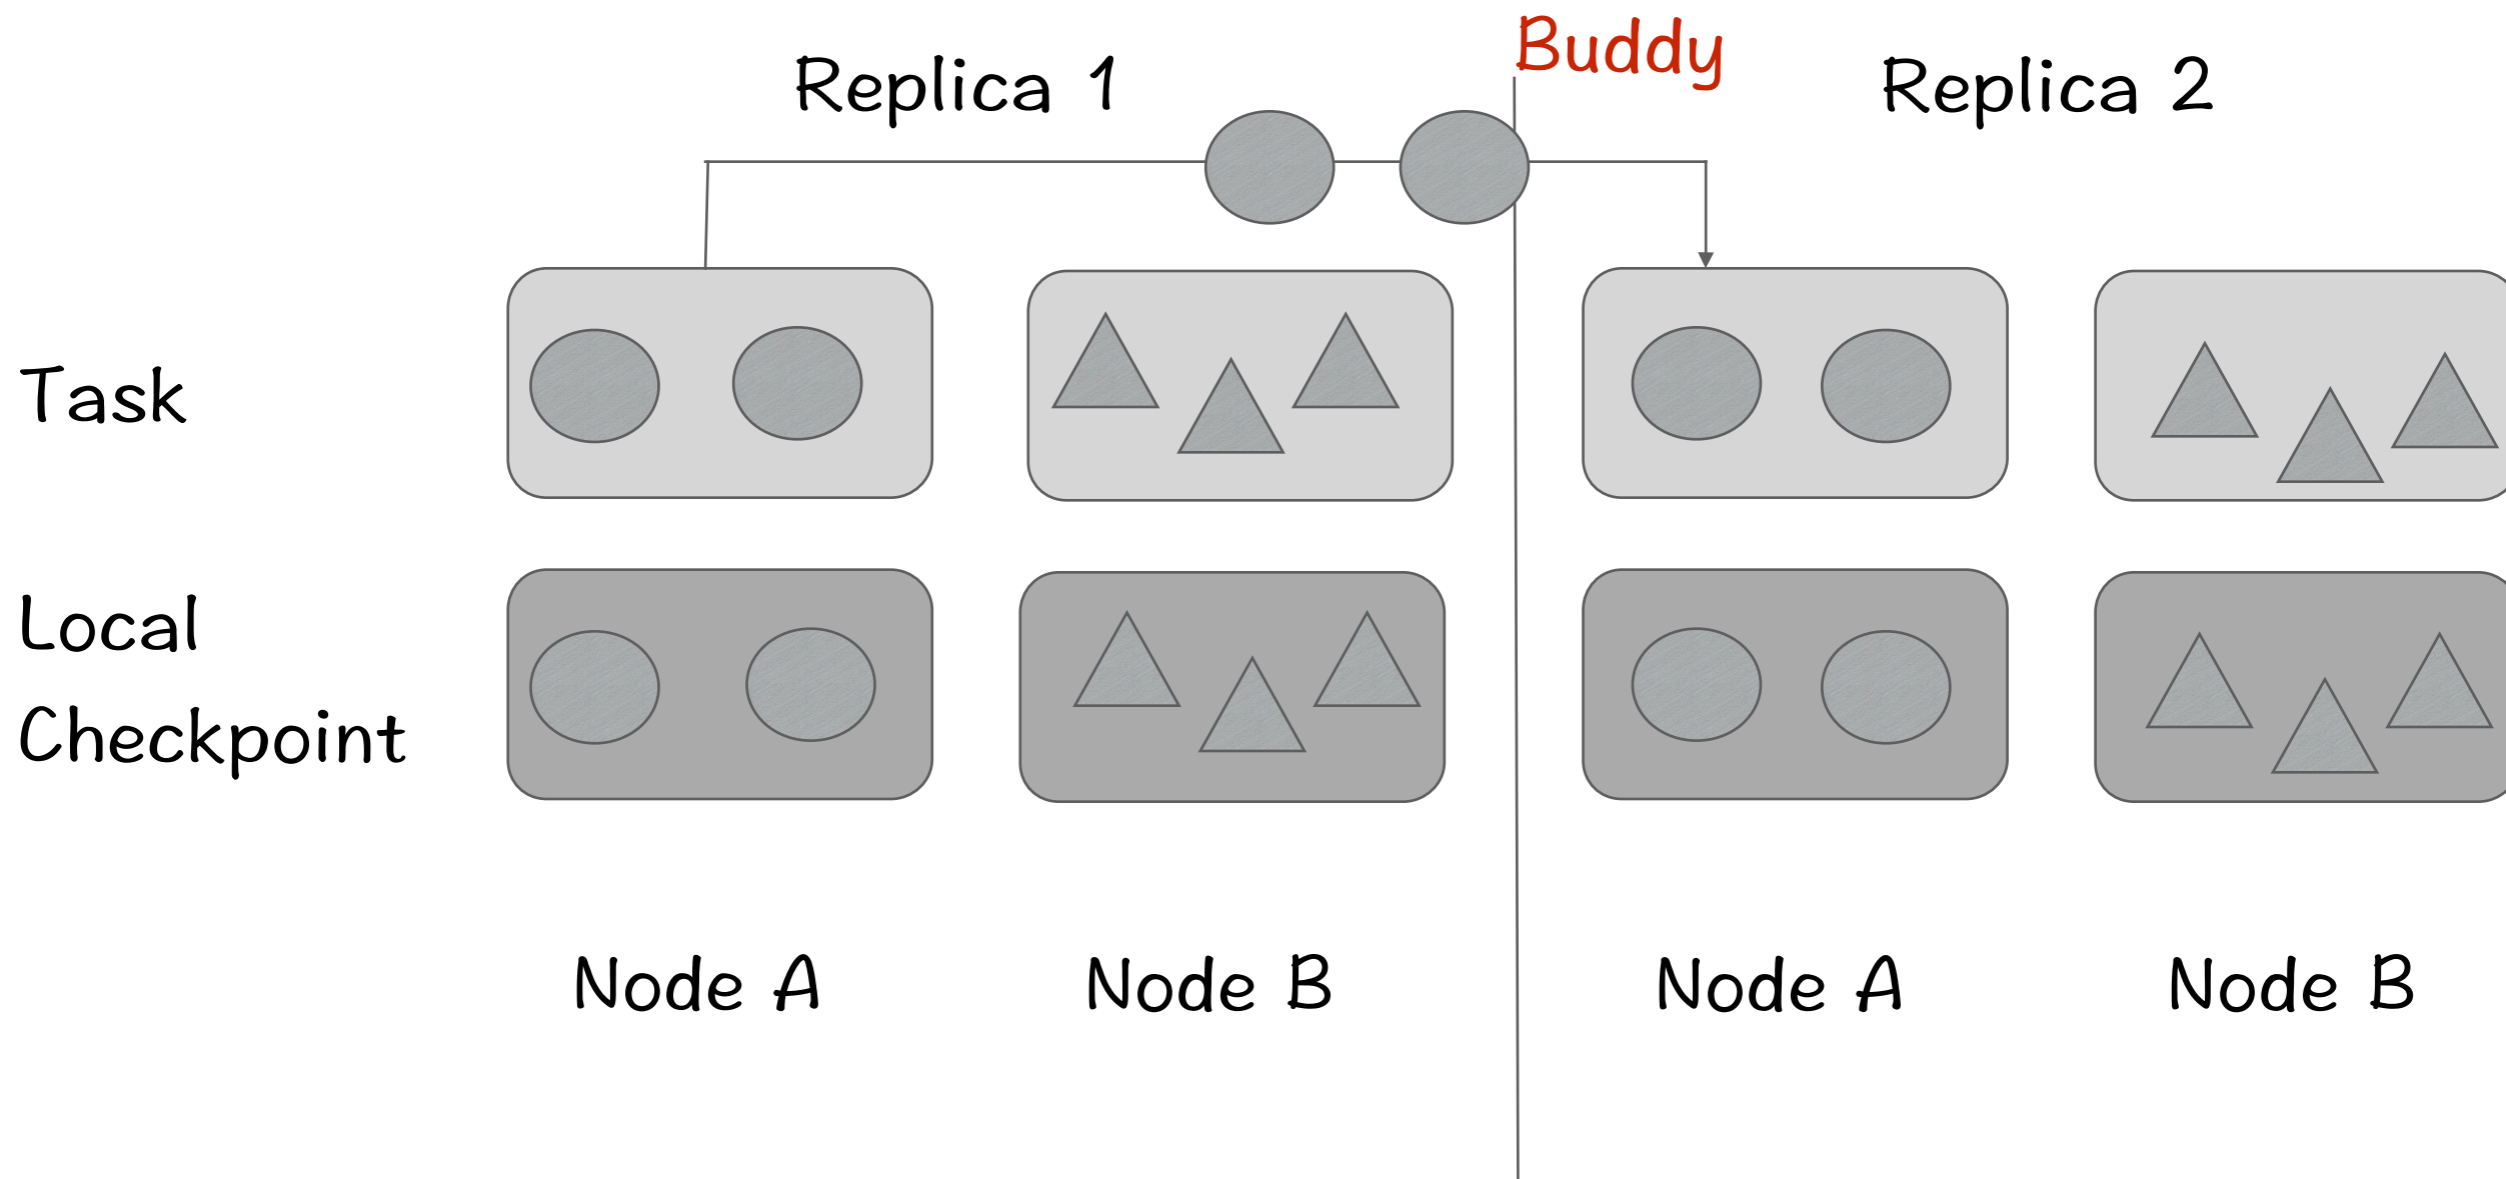 Buddy
Replica 1
Replica 2
Task
Local
Checkpoint
Node A
Node B
Node A
Node B